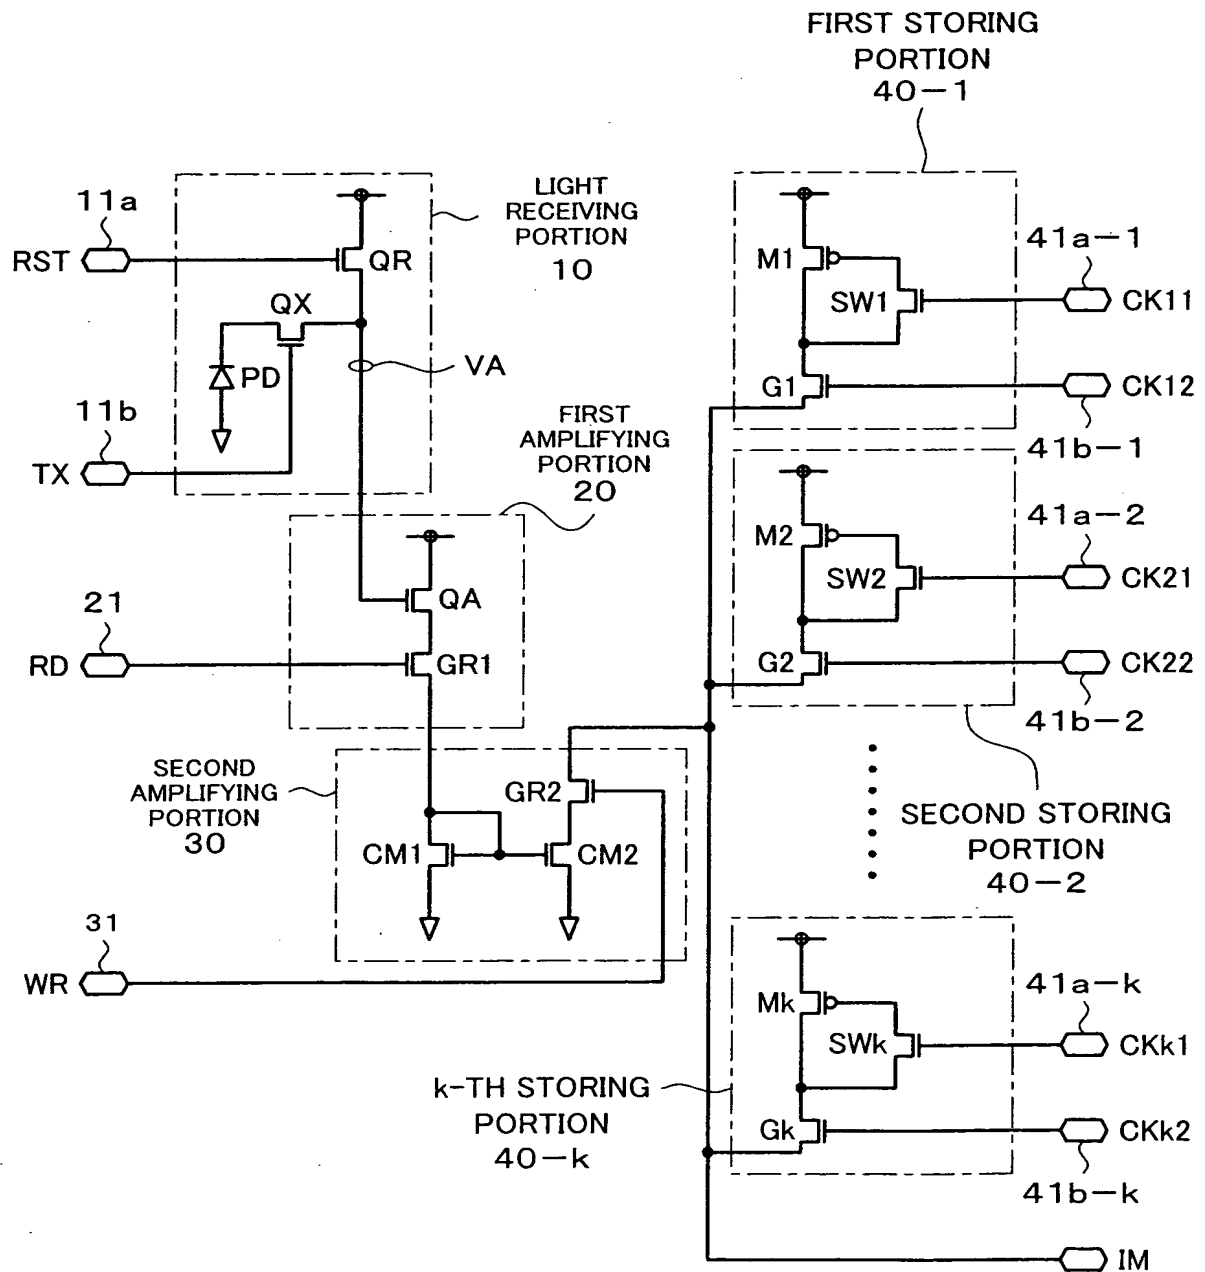 FIRST STORING
PORTION
40-1
11a
RST
QR
LIGHT
RECEIVING
PORTION
10
QX
PD
VA
11b
TX
M1
SW1
41a-1
CK11
G1
CK12
41b-1
FIRST
AMPLIFYING
PORTION
20
QA
21
RD
GR1
M2
SW2
41a-2
CK21
G2
CK22
41b-2
SECOND
AMPLIFYING
PORTION
30
GR2
CM1
CM2
31
WR
SECOND STORING
PORTION
40-2
Mk
SWk
41a-k
CKk1
k-TH STORING
PORTION
40-k
Gk
CKk2
41b-k
IM